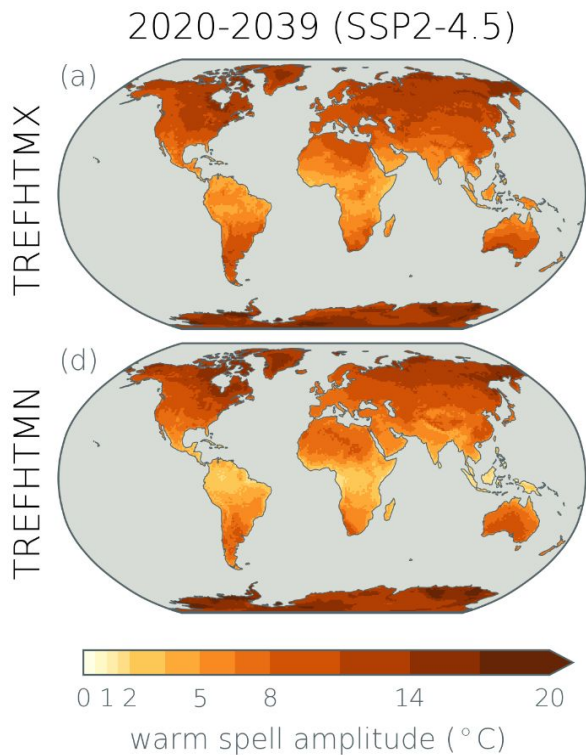 2020-2039 (SSP2-4.5)
(a)
TREFHTMX
(d)
TREFHTMN
0 1 2 5 8 14 20
warm spell amplitude (°C)